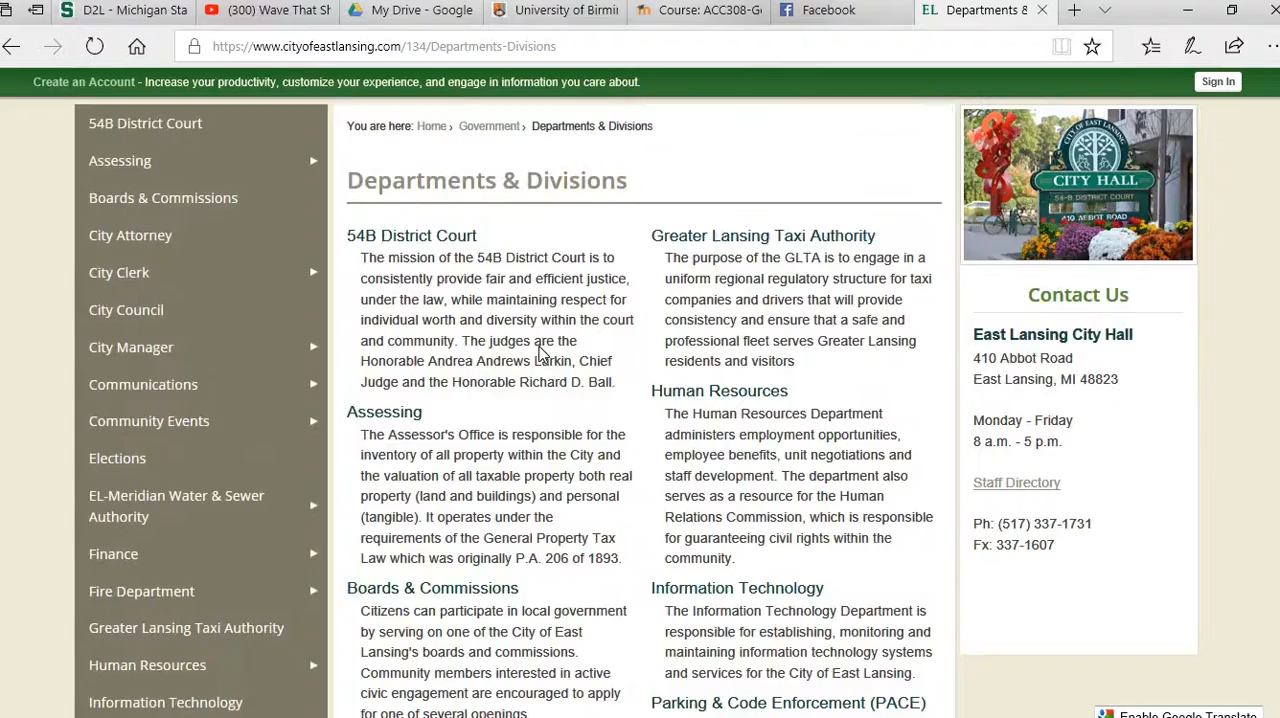 D2L - Michigan Sta
(300) Wave That Sh
My Drive - Google
University of Birmin
Course: ACC308-G
Facebook
EL Departments &
https://www.cityofeastlansing.com/134/Departments-Divisions
Create an Account - Increase your productivity, customize your experience, and engage in information you care about.
Sign In
54B District Court
Assessing
Boards & Commissions
City Attorney
City Clerk
City Council
City Manager
Communications
Community Events
Elections
EL-Meridian Water & Sewer
Authority
Finance
Fire Department
Greater Lansing Taxi Authority
Human Resources
Information Technology
You are here: Home › Government › Departments & Divisions
Departments & Divisions
54B District Court
The mission of the 54B District Court is to
consistently provide fair and efficient justice,
under the law, while maintaining respect for
individual worth and diversity within the court
and community. The judges are the
Honorable Andrea Andrews Larkin, Chief
Judge and the Honorable Richard D. Ball.
Assessing
The Assessor's Office is responsible for the
inventory of all property within the City and
the valuation of all taxable property both real
property (land and buildings) and personal
(tangible). It operates under the
requirements of the General Property Tax
Law which was originally P.A. 206 of 1893.
Boards & Commissions
Citizens can participate in local government
by serving on one of the City of East
Lansing's boards and commissions.
Community members interested in active
civic engagement are encouraged to apply
for one of several openings
Greater Lansing Taxi Authority
The purpose of the GLTA is to engage in a
uniform regional regulatory structure for taxi
companies and drivers that will provide
consistency and ensure that a safe and
professional fleet serves Greater Lansing
residents and visitors
Human Resources
The Human Resources Department
administers employment opportunities,
employee benefits, unit negotiations and
staff development. The department also
serves as a resource for the Human
Relations Commission, which is responsible
for guaranteeing civil rights within the
community.
Information Technology
The Information Technology Department is
responsible for establishing, monitoring and
maintaining information technology systems
and services for the City of East Lansing.
Parking & Code Enforcement (PACE)
CITY OF EAST LANSING
CITY HALL
54-B DISTRICT COURT
410 ABBOT ROAD
Contact Us
East Lansing City Hall
410 Abbot Road
East Lansing, MI 48823
Monday - Friday
8 a.m. - 5 p.m.
Staff Directory
Ph: (517) 337-1731
Fx: 337-1607
Enable Google Translate